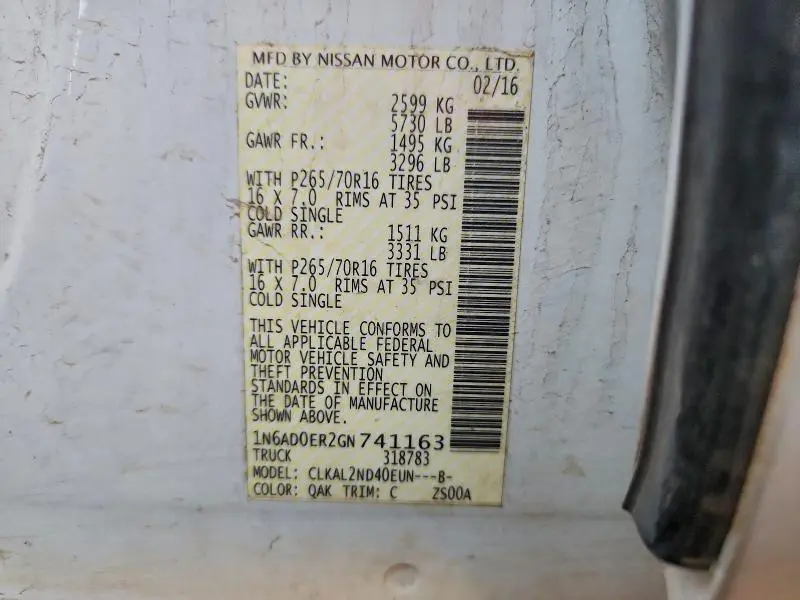 MFD BY NISSAN MOTOR CO., LTD.
DATE: 02/16
GVWR: 2599 KG
5730 LB
GAWR FR.: 1495 KG
3296 LB
WITH P265/70R16 TIRES
16 X 7.0 RIMS AT 35 PSI
COLD SINGLE
GAWR RR.: 1511 KG
3331 LB
WITH P265/70R16 TIRES
16 X 7.0 RIMS AT 35 PSI
COLD SINGLE
THIS VEHICLE CONFORMS TO
ALL APPLICABLE FEDERAL
MOTOR VEHICLE SAFETY AND
THEFT PREVENTION
STANDARDS IN EFFECT ON
THE DATE OF MANUFACTURE
SHOWN ABOVE.
1N6AD0ER2GN741163
TRUCK 318783
MODEL: CLKAL2ND40EUN---B-
COLOR: QAK TRIM: C 2S00A